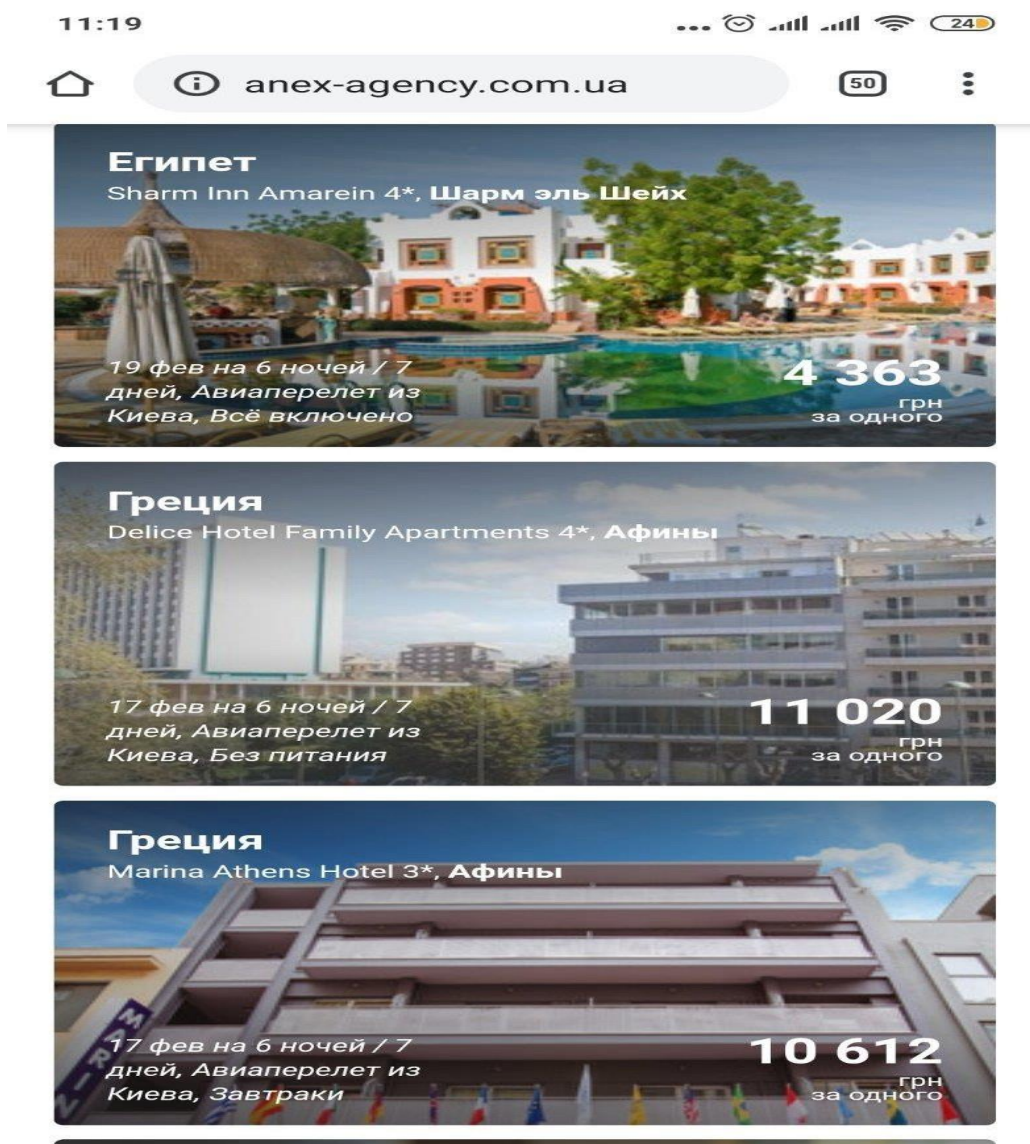 11:19
24
anex-agency.com.ua
50
Египет
Sharm Inn Amarein 4*, Шарм эль Шейх
19 фев на 6 ночей / 7
дней, Авиаперелет из
Киева, Всё включено
4 363
грн
за одного
Греция
Delice Hotel Family Apartments 4*, Афины
17 фев на 6 ночей / 7
дней, Авиаперелет из
Киева, Без питания
11 020
грн
за одного
Греция
Marina Athens Hotel 3*, Афины
MARIN
17 фев на 6 ночей / 7
дней, Авиаперелет из
Киева, Завтраки
10 612
грн
за одного